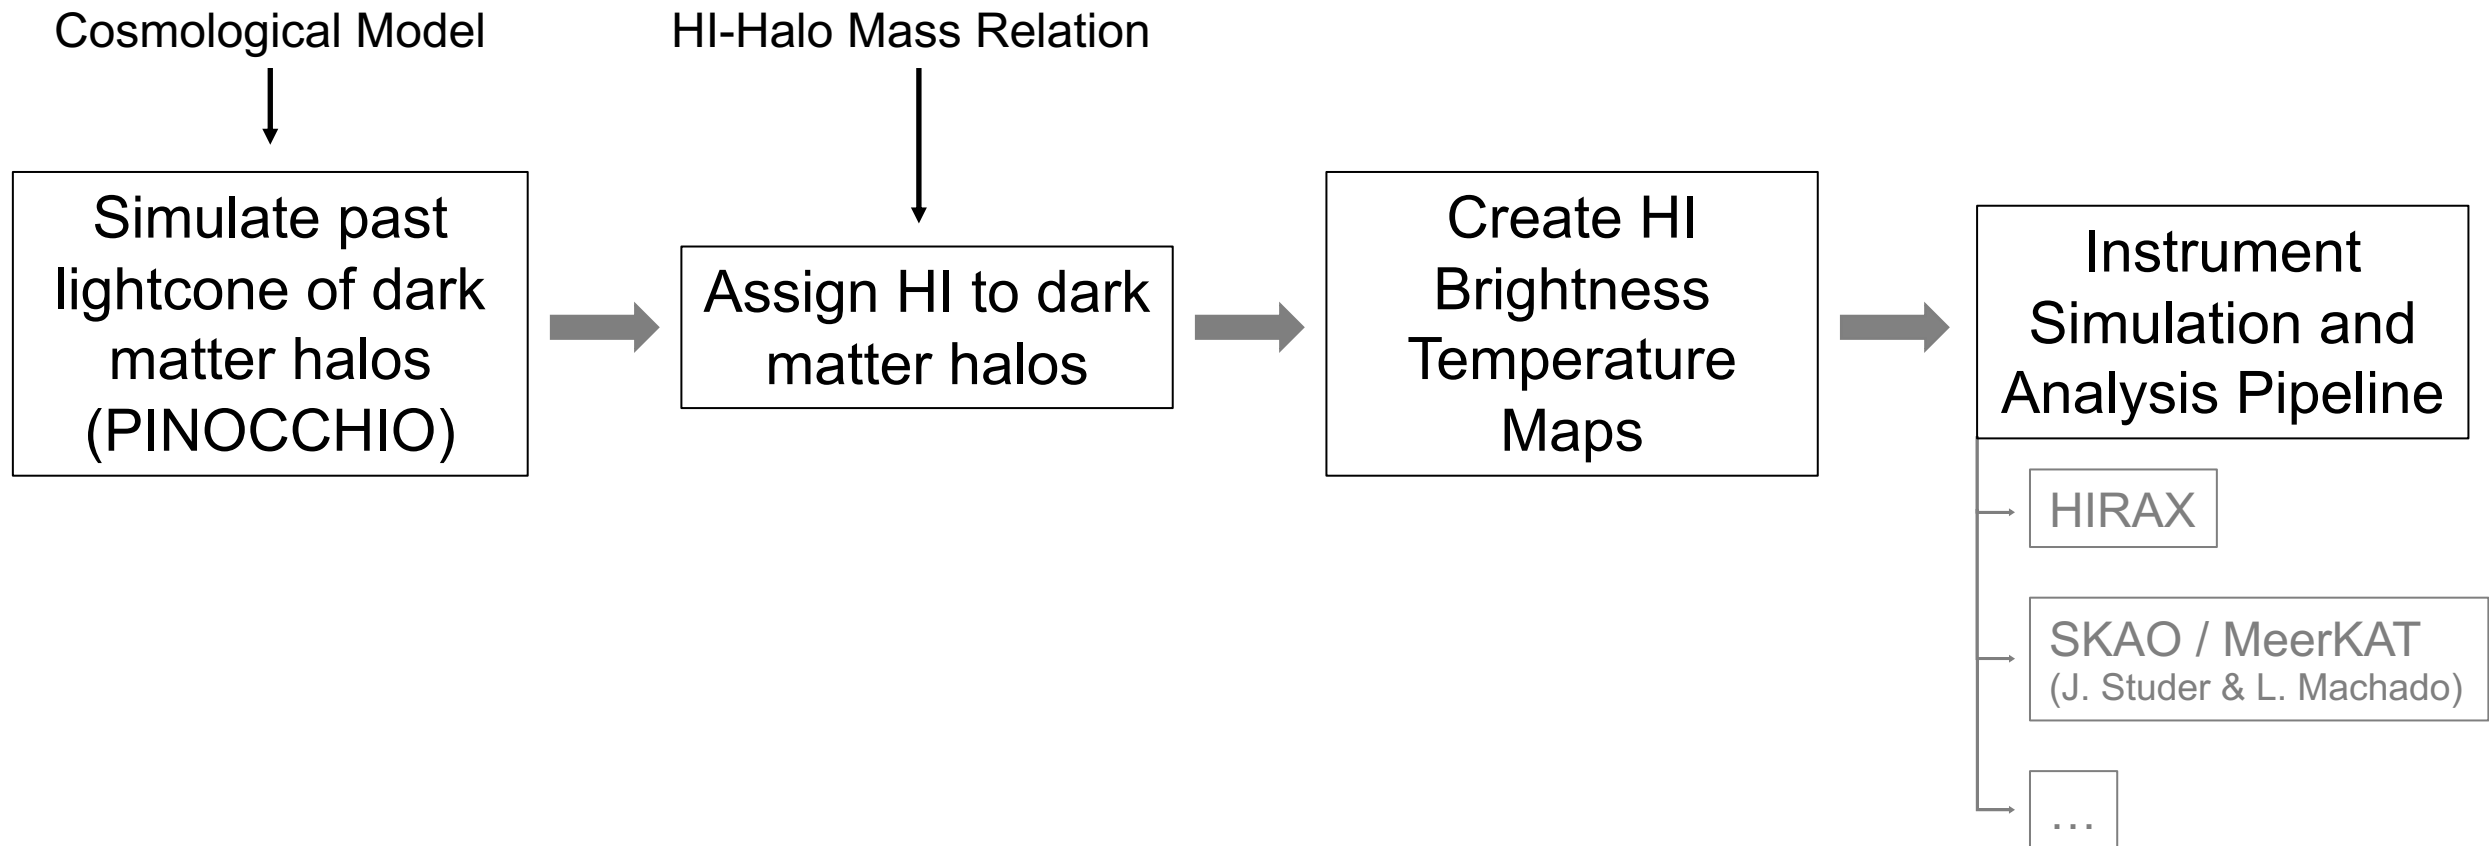 Cosmological Model
HI-Halo Mass Relation
Simulate past
lightcone of dark
matter halos
(PINOCCHIO)
Assign HI to dark
matter halos
Create HI
Brightness
Temperature
Maps
Instrument
Simulation and
Analysis Pipeline
HIRAX
SKAO / MeerKAT
(J. Studer & L. Machado)
…